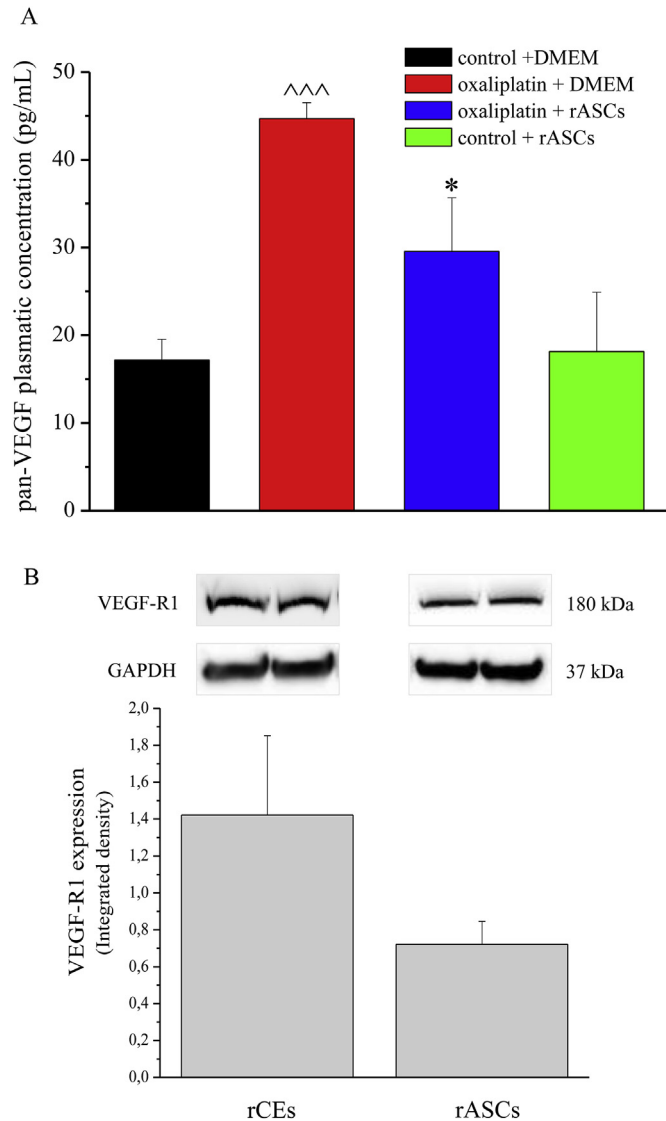 A
control +DMEM
oxaliplatin + DMEM
oxaliplatin + rASCs
control + rASCs
pan-VEGF plasmatic concentration (pg/mL)
50
40
30
20
10
0
^^^
*
B
VEGF-R1
180 kDa
GAPDH
37 kDa
VEGF-R1 expression
(Integrated density)
2,0
1,8
1,6
1,4
1,2
1,0
0,8
0,6
0,4
0,2
0,0
rCEs
rASCs